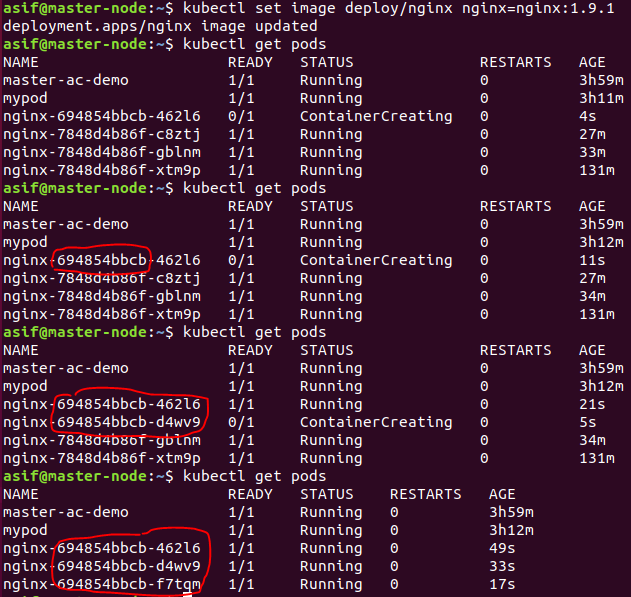 asif@master-node:~$ kubectl set image deploy/nginx nginx=nginx:1.9.1
deployment.apps/nginx image updated
asif@master-node:~$ kubectl get pods
NAME READY STATUS RESTARTS AGE
master-ac-demo 1/1 Running 0 3h59m
mypod 1/1 Running 0 3h11m
nginx-694854bbcb-462l6 0/1 ContainerCreating 0 4s
nginx-7848d4b86f-c8ztj 1/1 Running 0 27m
nginx-7848d4b86f-gblnm 1/1 Running 0 33m
nginx-7848d4b86f-xtm9p 1/1 Running 0 131m
asif@master-node:~$ kubectl get pods
NAME READY STATUS RESTARTS AGE
master-ac-demo 1/1 Running 0 3h59m
mypod 1/1 Running 0 3h12m
nginx-694854bbcb-462l6 0/1 ContainerCreating 0 11s
nginx-7848d4b86f-c8ztj 1/1 Running 0 27m
nginx-7848d4b86f-gblnm 1/1 Running 0 34m
nginx-7848d4b86f-xtm9p 1/1 Running 0 131m
asif@master-node:~$ kubectl get pods
NAME READY STATUS RESTARTS AGE
master-ac-demo 1/1 Running 0 3h59m
mypod 1/1 Running 0 3h12m
nginx-694854bbcb-462l6 1/1 Running 0 21s
nginx-694854bbcb-d4wv9 0/1 ContainerCreating 0 5s
nginx-7848d4b86f-gblnm 1/1 Running 0 34m
nginx-7848d4b86f-xtm9p 1/1 Running 0 131m
asif@master-node:~$ kubectl get pods
NAME READY STATUS RESTARTS AGE
master-ac-demo 1/1 Running 0 3h59m
mypod 1/1 Running 0 3h12m
nginx-694854bbcb-462l6 1/1 Running 0 49s
nginx-694854bbcb-d4wv9 1/1 Running 0 33s
nginx-694854bbcb-f7tqm 1/1 Running 0 17s
asif@master-node:~$